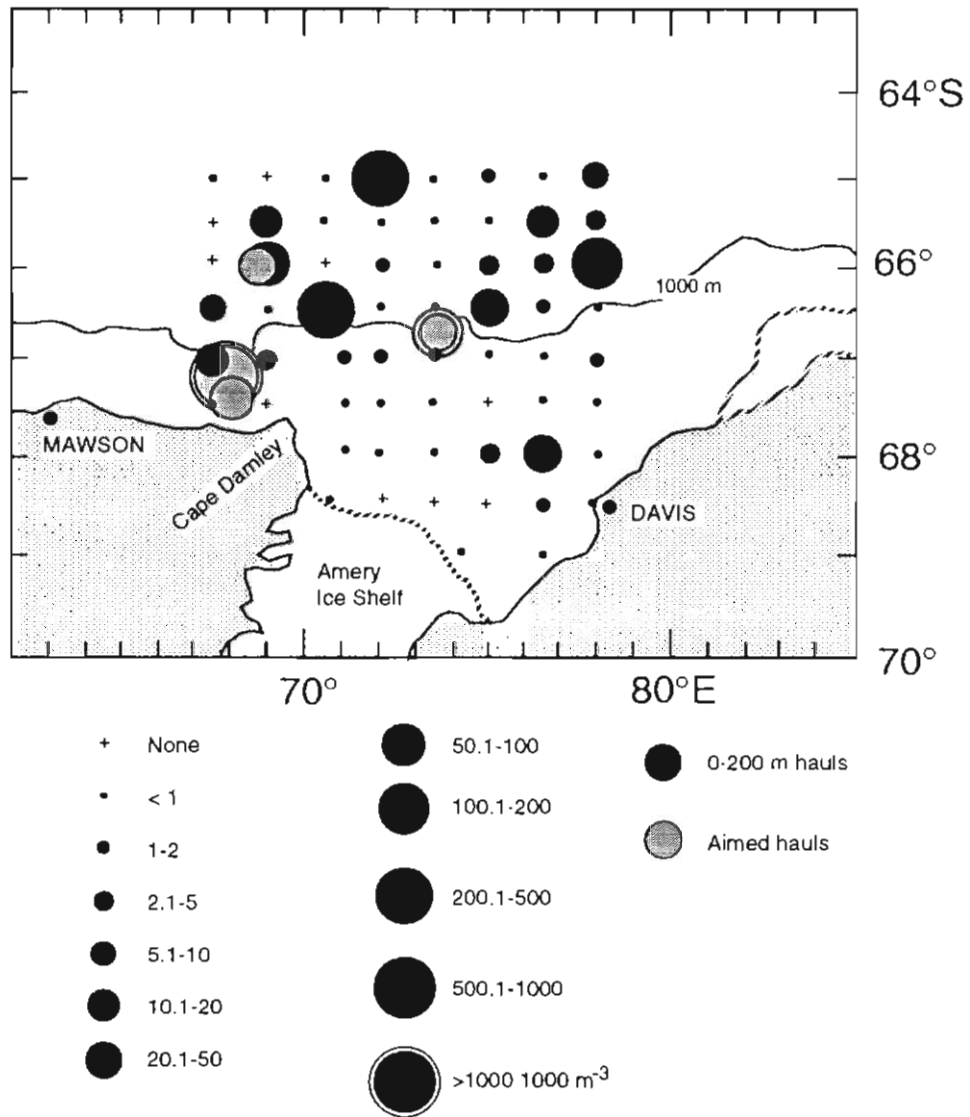 64°S
66°
1000 m
68°
MAWSON
Cape Damley
DAVIS
Amery
Ice Shelf
70°
70°
80°E
None
< 1
1-2
2.1-5
5.1-10
10.1-20
20.1-50
50.1-100
100.1-200
200.1-500
500.1-1000
>1000 1000 m⁻³
0-200 m hauls
Aimed hauls